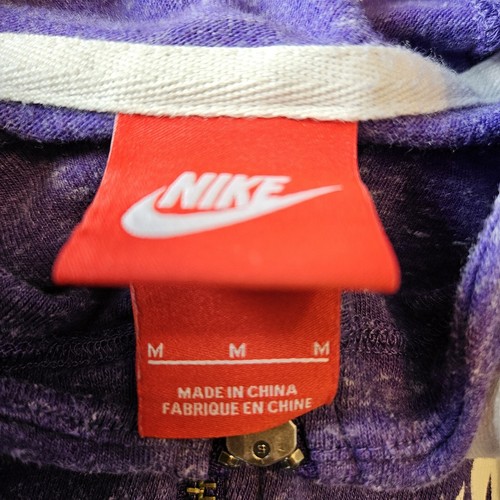 NIKE
M M M
MADE IN CHINA
FABRIQUE EN CHINE